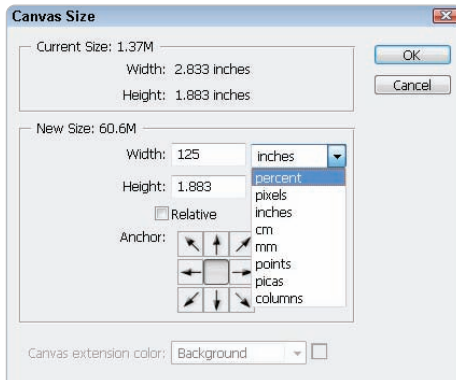 Canvas Size
Current Size: 1.37M
OK
Width: 2.833 inches
Cancel
Height: 1.883 inches
New Size: 60.6M
Width: 125 inches
percent
Height: 1.883
pixels
inches
Relative
cm
Anchor:
mm
points
picas
columns
Canvas extension color: Background